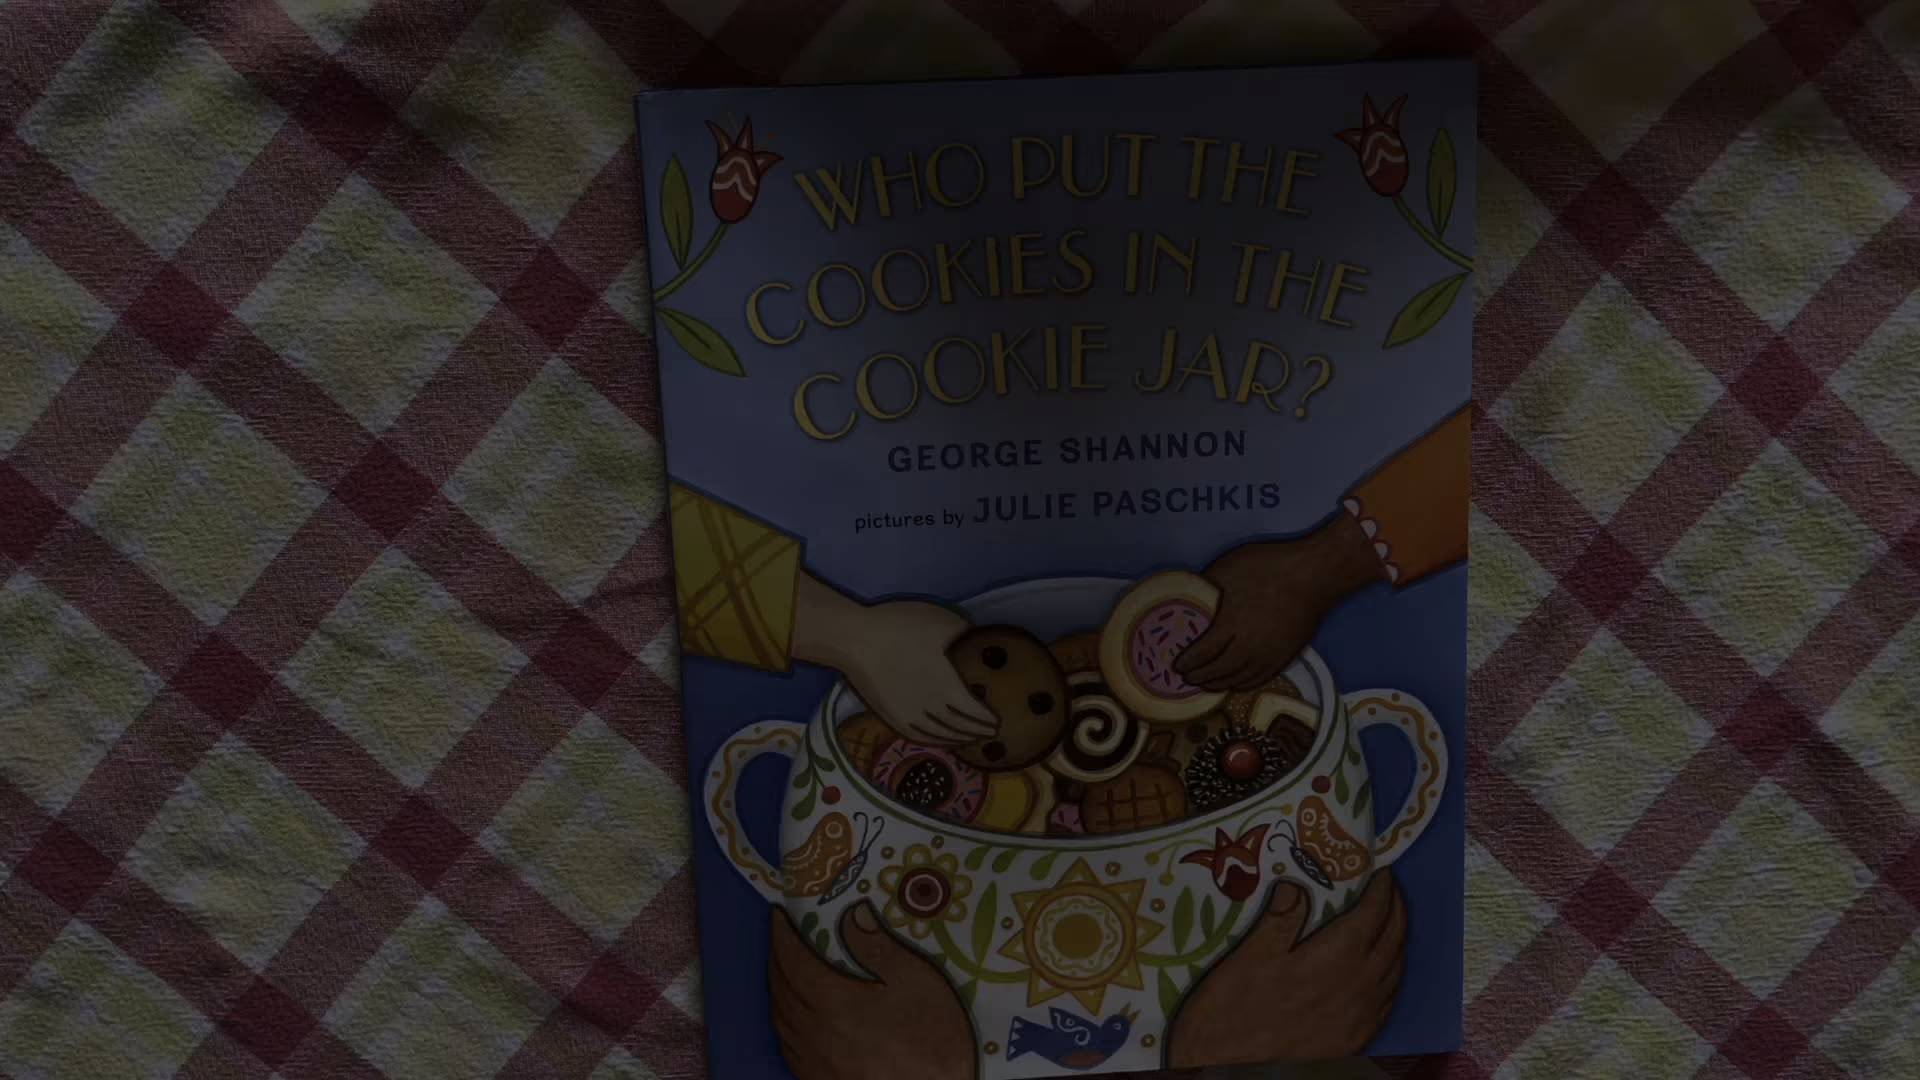 WHO PUT THE
COOKIES IN THE
COOKIE JAR?
GEORGE SHANNON
pictures by JULIE PASCHKIS